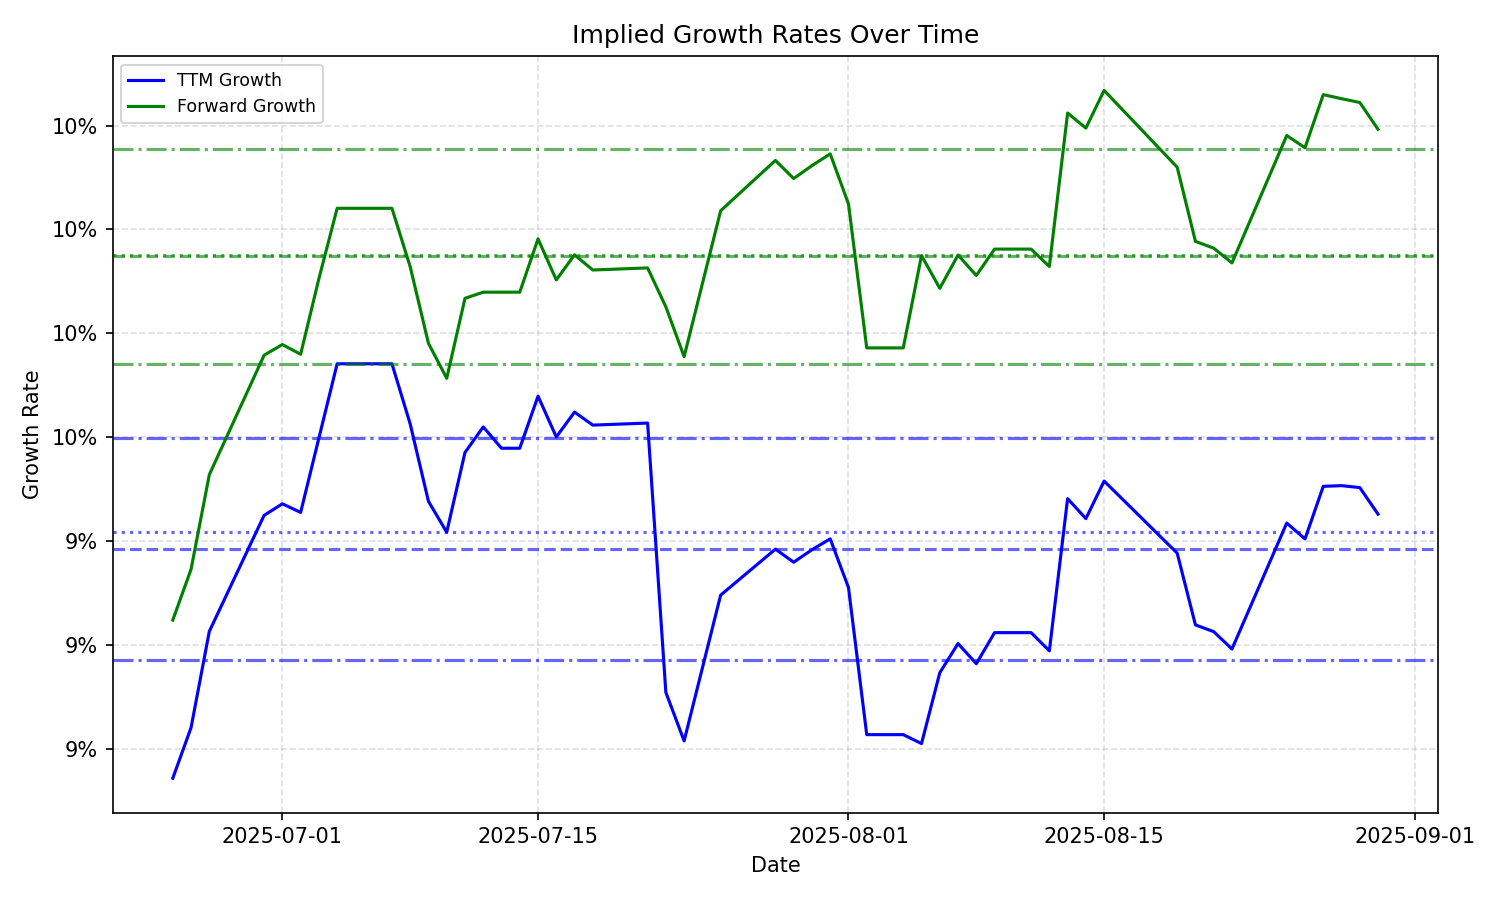 Implied Growth Rates Over Time
TTM Growth
Forward Growth
10%
10%
10%
10%
9%
9%
9%
Growth Rate
2025-07-01
2025-07-15
2025-08-01
2025-08-15
2025-09-01
Date